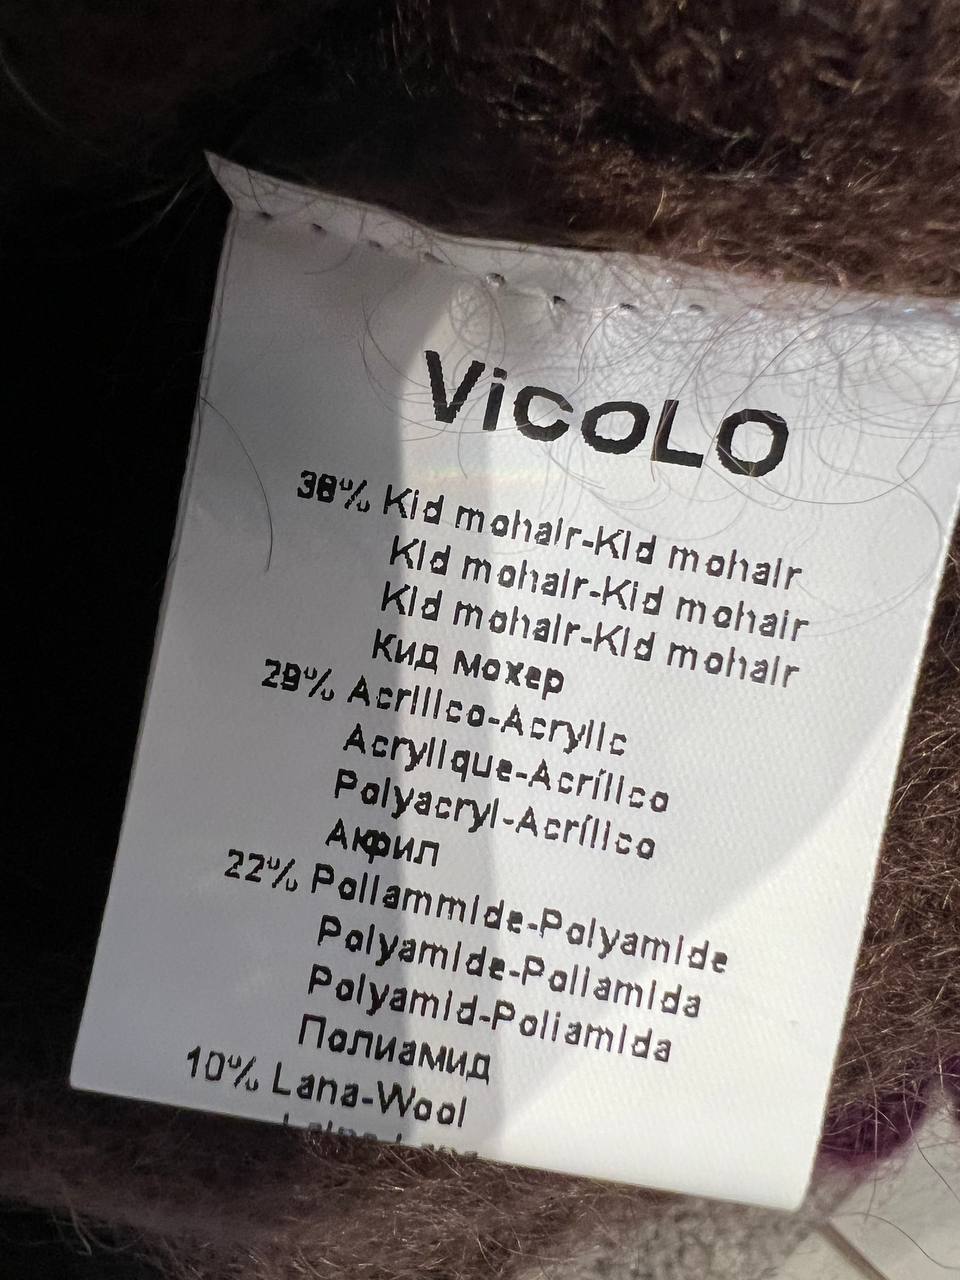 ViCOLO
38% Kid mohair-Kid mohair
Kid mohair-Kid mohair
Kid mohair-Kid mohair
Кид мохер
29% Acrilico-Acrylic
Acrylique-Acrílico
Polyacryl-Acrílico
Акрил
22% Poliammide-Polyamide
Polyamide-Poliamida
Polyamid-Poliamida
Полиамид
10% Lana-Wool